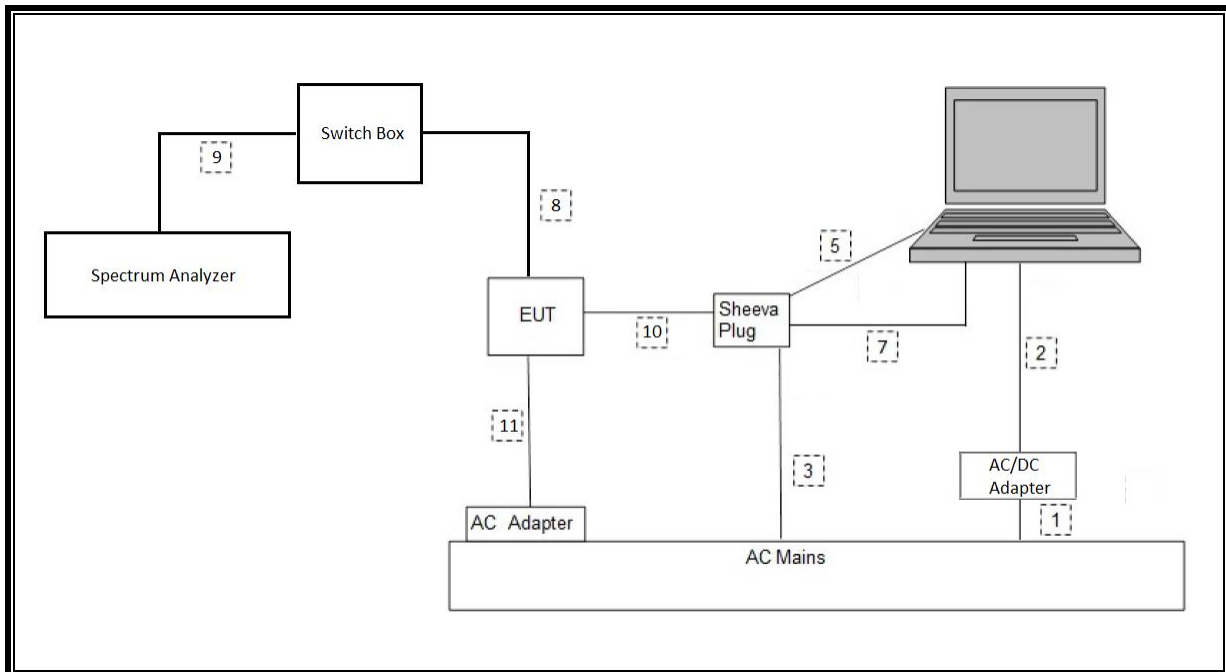 Switch Box
9
8
5
Spectrum Analyzer
EUT
Sheeva
Plug
10
7
2
11
3
AC/DC
Adapter
1
AC Adapter
AC Mains